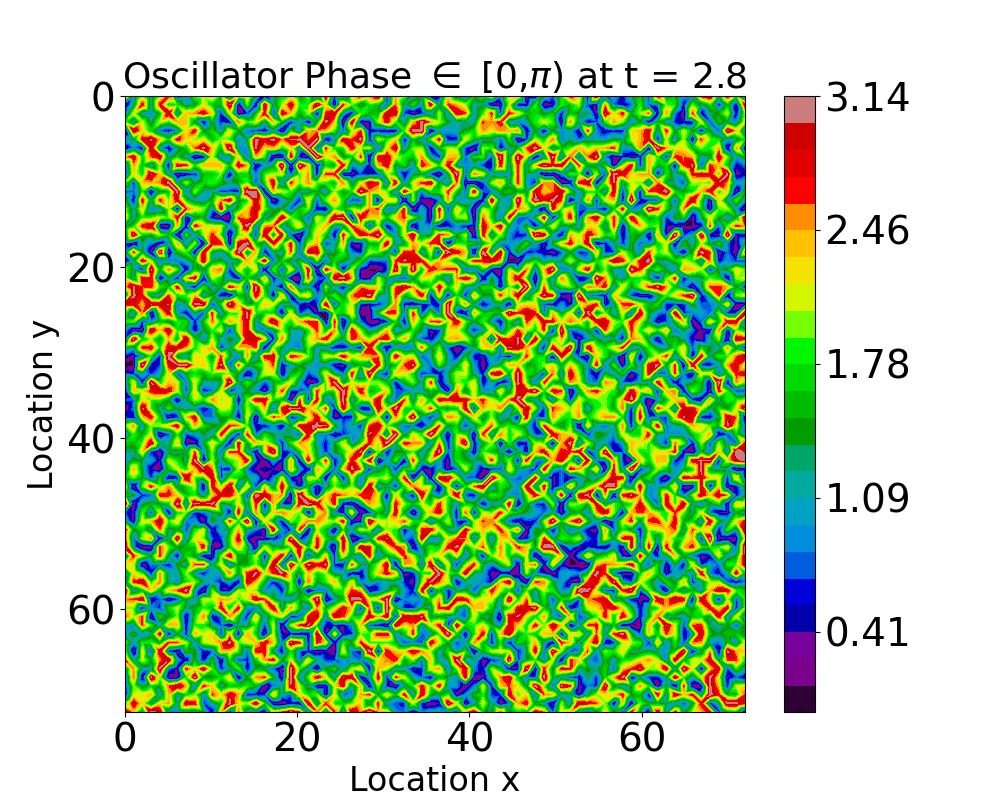 Oscillator Phase ∈ [0,π) at t = 2.8
0
20
40
60
Location y
0 20 40 60
Location x
3.14
2.46
1.78
1.09
0.41